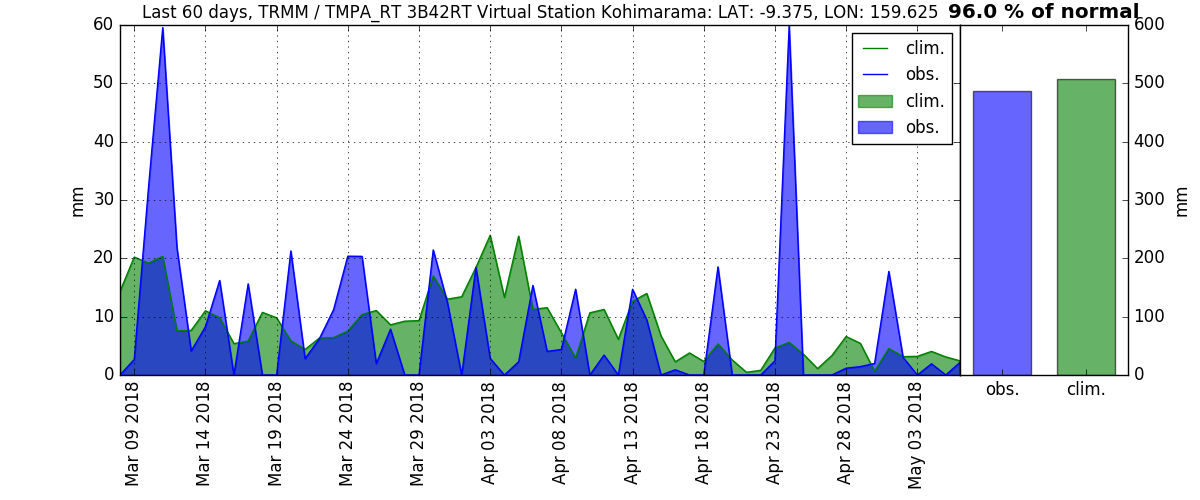 Last 60 days, TRMM / TMPA_RT 3B42RT Virtual Station Kohimarama: LAT: -9.375, LON: 159.625 96.0 % of normal
60
50
40
30
20
10
0
mm
clim.
obs.
clim.
obs.
600
500
400
300
200
100
0
mm
obs. clim.
Mar 09 2018
Mar 14 2018
Mar 19 2018
Mar 24 2018
Mar 29 2018
Apr 03 2018
Apr 08 2018
Apr 13 2018
Apr 18 2018
Apr 23 2018
Apr 28 2018
May 03 2018